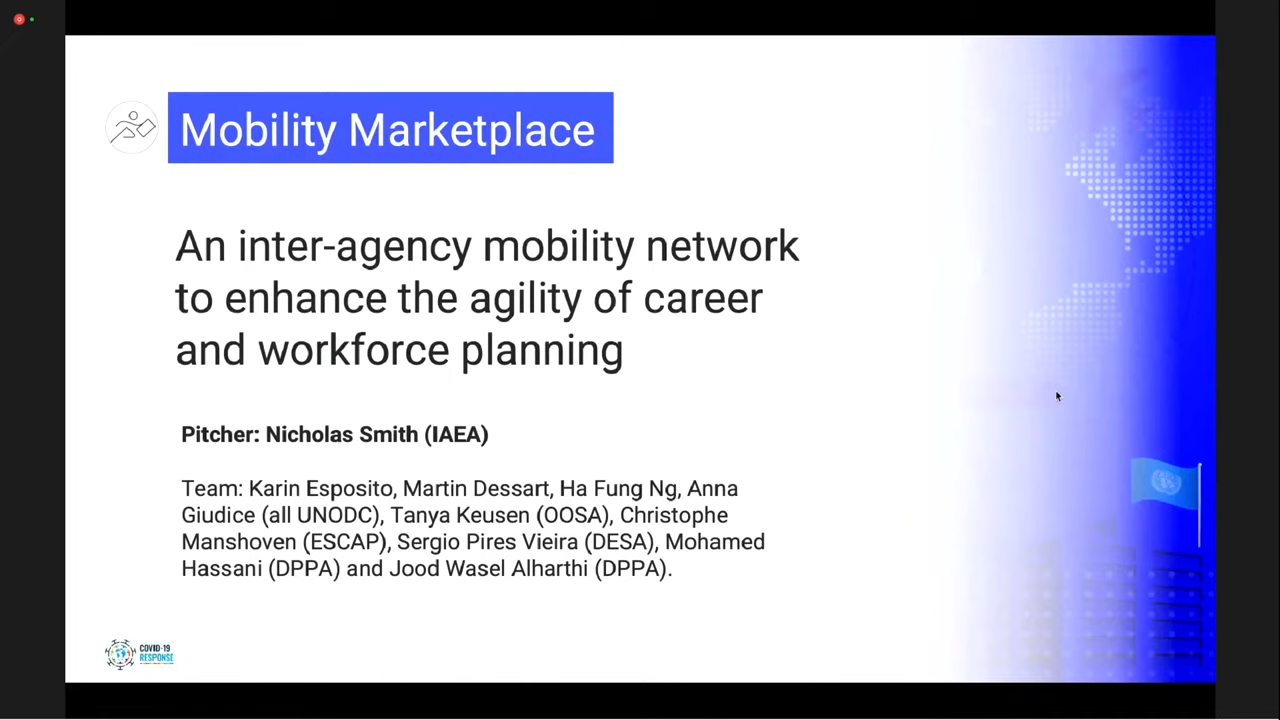 Mobility Marketplace
An inter-agency mobility network
to enhance the agility of career
and workforce planning
Pitcher: Nicholas Smith (IAEA)
Team: Karin Esposito, Martin Dessart, Ha Fung Ng, Anna
Giudice (all UNODC), Tanya Keusen (OOSA), Christophe
Manshoven (ESCAP), Sergio Pires Vieira (DESA), Mohamed
Hassani (DPPA) and Jood Wasel Alharthi (DPPA).
COVID-19
RESPONSE